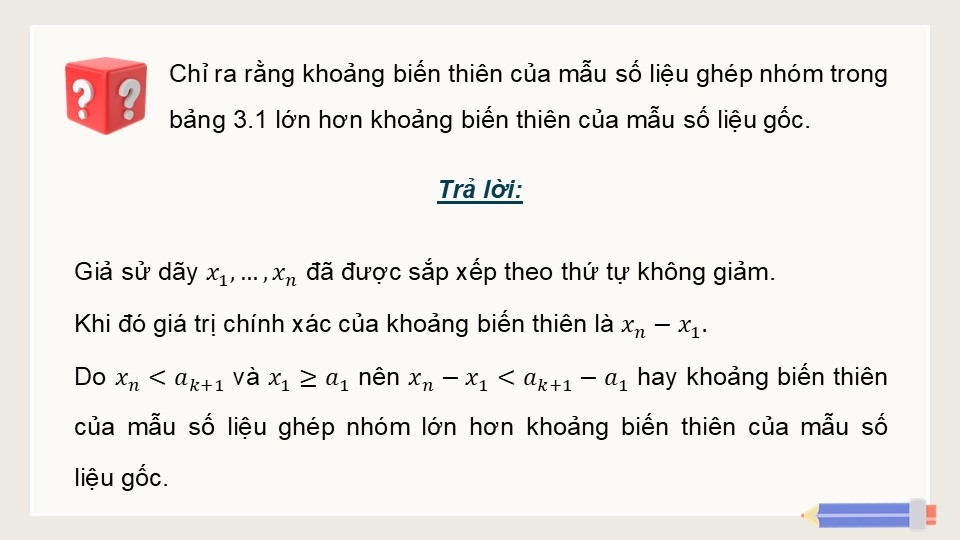 ? ?
Chỉ ra rằng khoảng biến thiên của mẫu số liệu ghép nhóm trong
bảng 3.1 lớn hơn khoảng biến thiên của mẫu số liệu gốc.
Trả lời:
Giả sử dãy 𝑥₁, … , 𝑥ₙ đã được sắp xếp theo thứ tự không giảm.
Khi đó giá trị chính xác của khoảng biến thiên là 𝑥ₙ − 𝑥₁.
Do 𝑥ₙ < 𝑎ₖ₊₁ và 𝑥₁ ≥ 𝑎₁ nên 𝑥ₙ − 𝑥₁ < 𝑎ₖ₊₁ − 𝑎₁ hay khoảng biến thiên
của mẫu số liệu ghép nhóm lớn hơn khoảng biến thiên của mẫu số
liệu gốc.